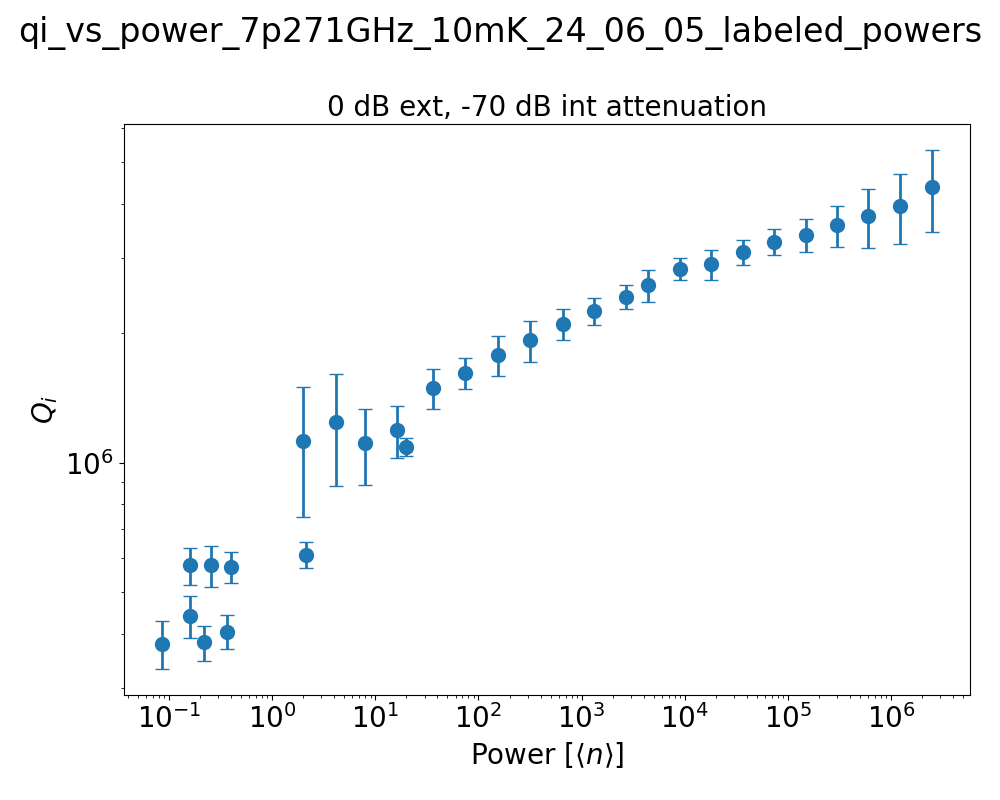 qi_vs_power_7p271GHz_10mK_24_06_05_labeled_powers
0 dB ext, -70 dB int attenuation
Q_i
10^6
10^-1 10^0 10^1 10^2 10^3 10^4 10^5 10^6
Power [⟨n⟩]